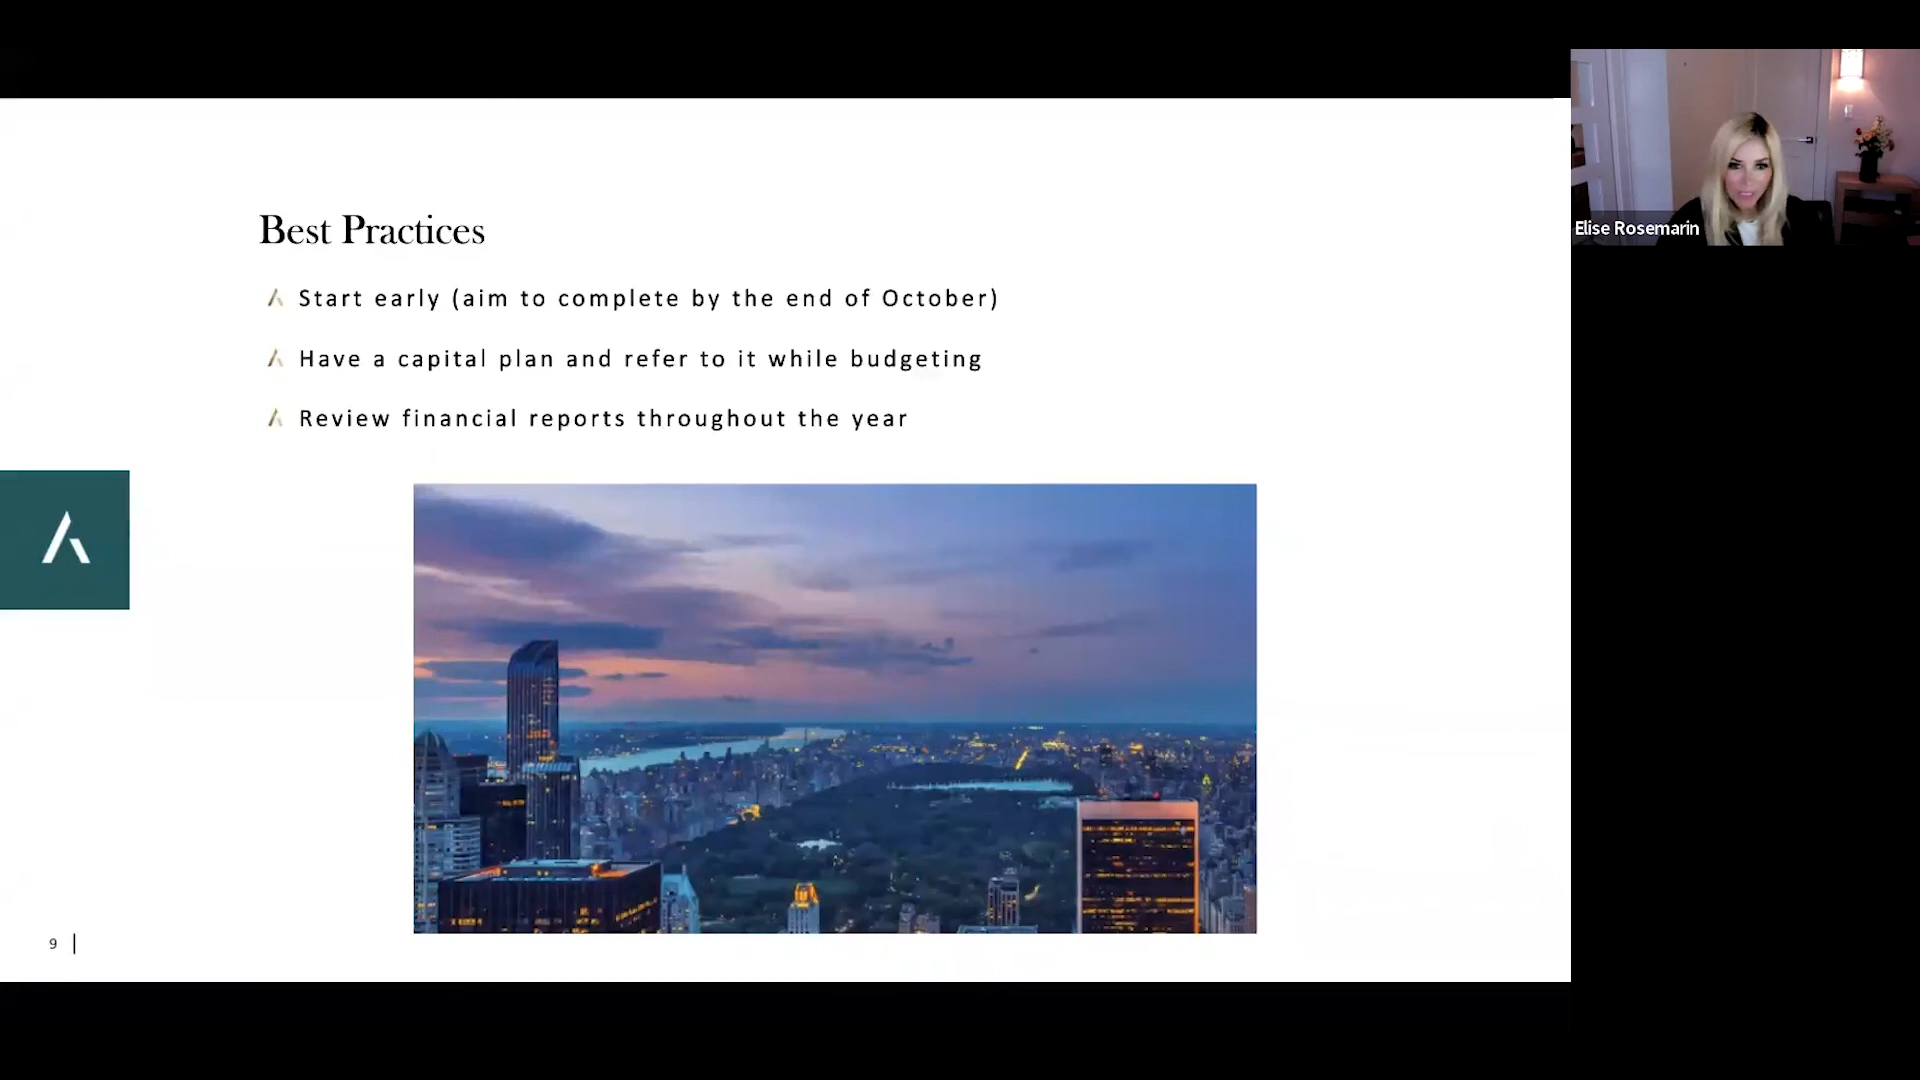 Best Practices
Start early (aim to complete by the end of October)
Have a capital plan and refer to it while budgeting
Review financial reports throughout the year
9
Elise Rosemarin